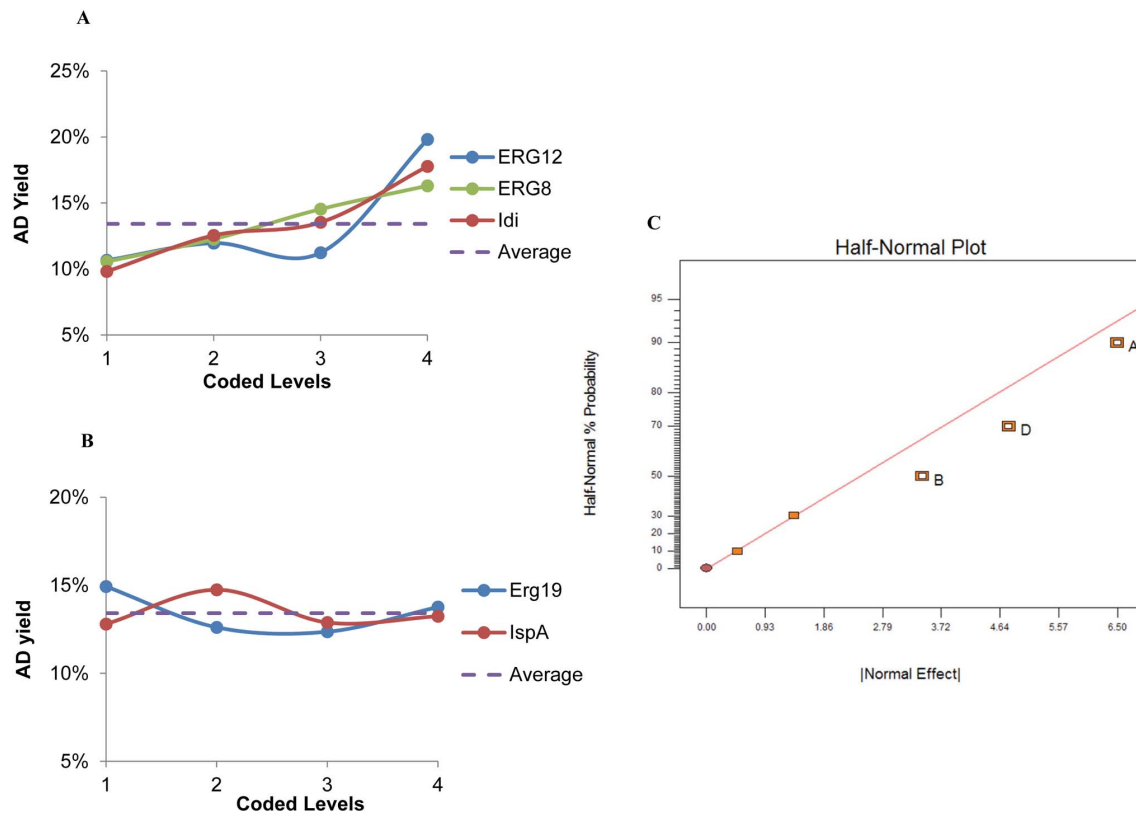 A
25%
20%
15%
10%
5%
AD Yield
1 2 3 4
Coded Levels
ERG12
ERG8
Idi
Average
B
20%
15%
10%
5%
AD yield
1 2 3 4
Coded Levels
Erg19
IspA
Average
C
Half-Normal Plot
95
90
80
70
50
30
20
10
0
Half-Normal % Probability
A
D
B
0.00 0.93 1.86 2.79 3.72 4.64 5.57 6.50
|Normal Effect|